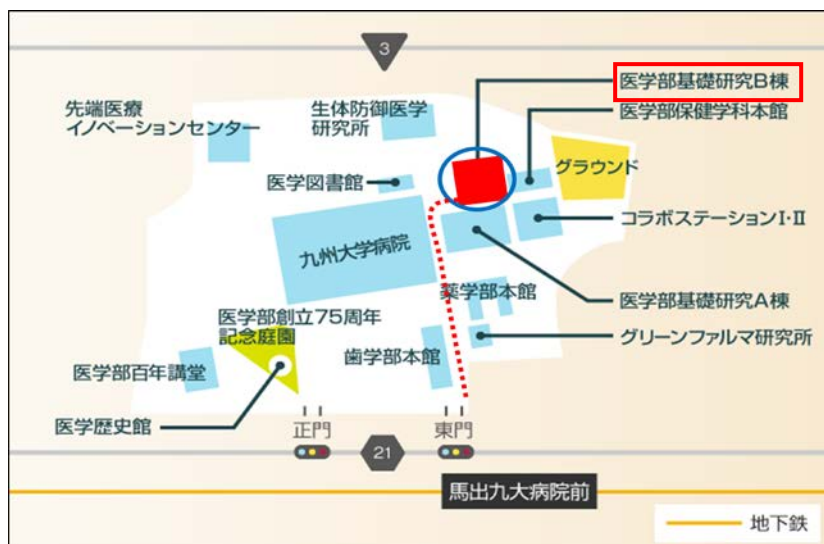 3
医学部基礎研究B棟
先端医療
イノベーションセンター
生体防御医学
研究所
医学部保健学科本館
グラウンド
医学図書館
コラボステーションI・II
九州大学病院
薬学部本館
医学部基礎研究A棟
医学部創立75周年
記念庭園
グリーンファルマ研究所
歯学部本館
医学部百年講堂
医学歴史館
正門
東門
21
馬出九大病院前
地下鉄